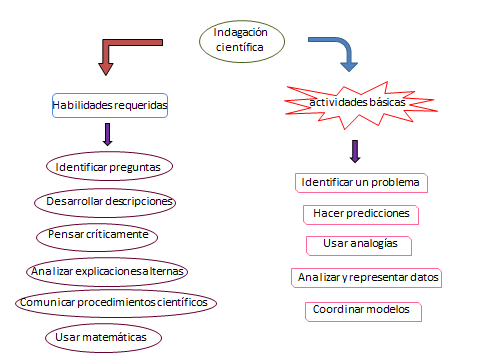 Indagación
científica
Habilidades requeridas
Identificar preguntas
Desarrollar descripciones
Pensar críticamente
Analizar explicaciones alternas
Comunicar procedimientos científicos
Usar matemáticas
actividades básicas
Identificar un problema
Hacer predicciones
Usar analogías
Analizar y representar datos
Coordinar modelos